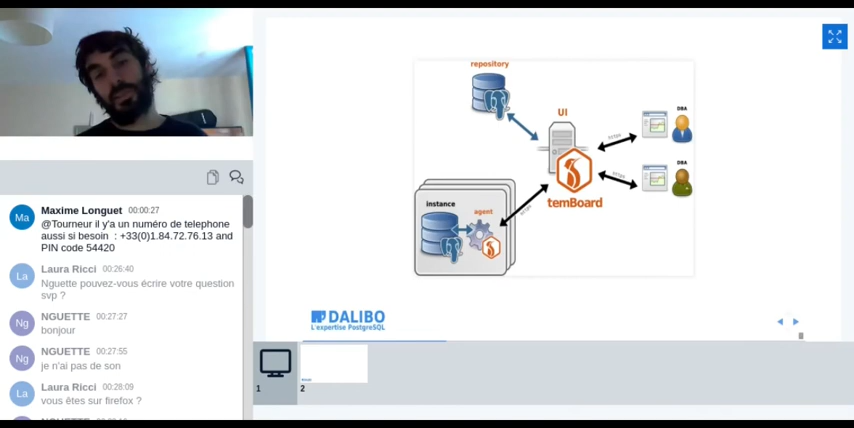 repository
UI
DBA
https
https
DBA
temBoard
instance
agent
https
DALIBO
L'expertise PostgreSQL
1
2
Ma
Maxime Longuet 00:00:27
@Tourneur il y'a un numéro de telephone
aussi si besoin : +33(0)1.84.72.76.13 and
PIN code 54420
La
Laura Ricci 00:26:40
Nguette pouvez-vous écrire votre question
svp ?
Ng
NGUETTE 00:27:27
bonjour
Ng
NGUETTE 00:27:55
je n'ai pas de son
La
Laura Ricci 00:28:09
vous êtes sur firefox ?